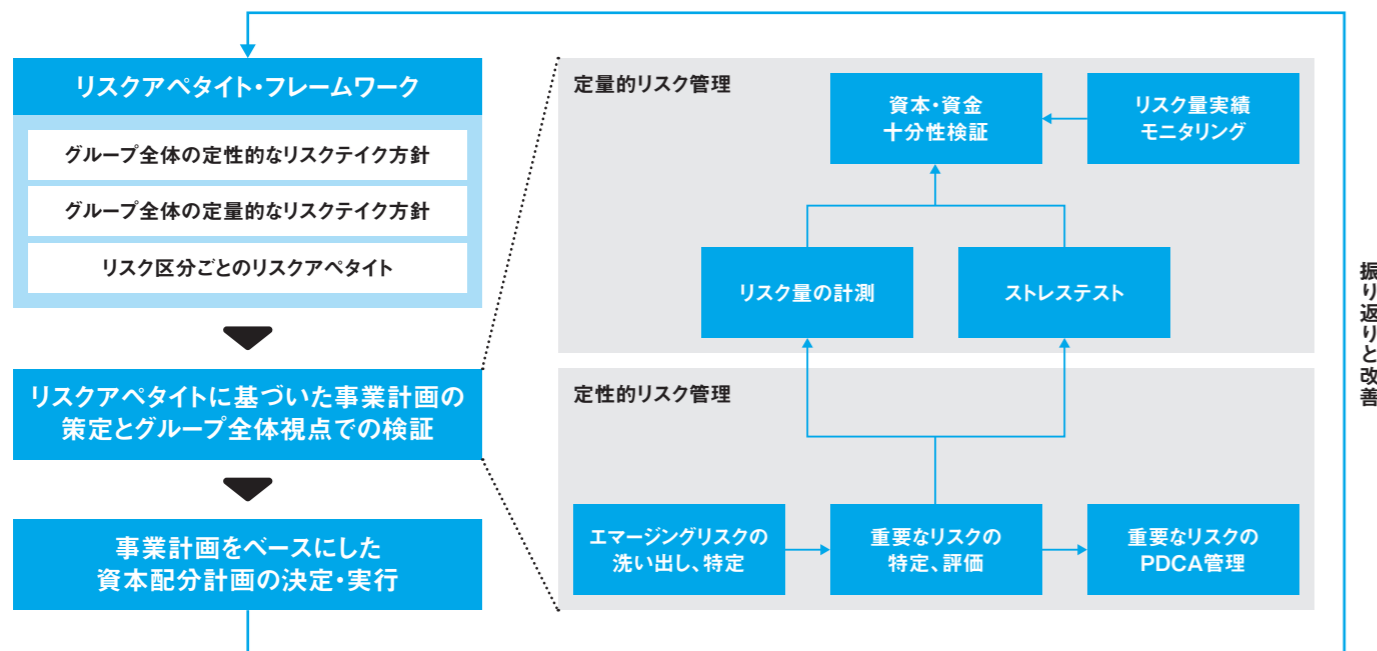 リスクアペタイト・フレームワーク
グループ全体の定性的なリスクテイク方針
グループ全体の定量的なリスクテイク方針
リスク区分ごとのリスクアペタイト
リスクアペタイトに基づいた事業計画の
策定とグループ全体視点での検証
事業計画をベースにした
資本配分計画の決定・実行
定量的リスク管理
資本・資金
十分性検証
リスク量実績
モニタリング
リスク量の計測
ストレステスト
定性的リスク管理
エマージングリスクの
洗い出し、特定
重要なリスクの
特定、評価
重要なリスクの
PDCA管理
振り返りと改善